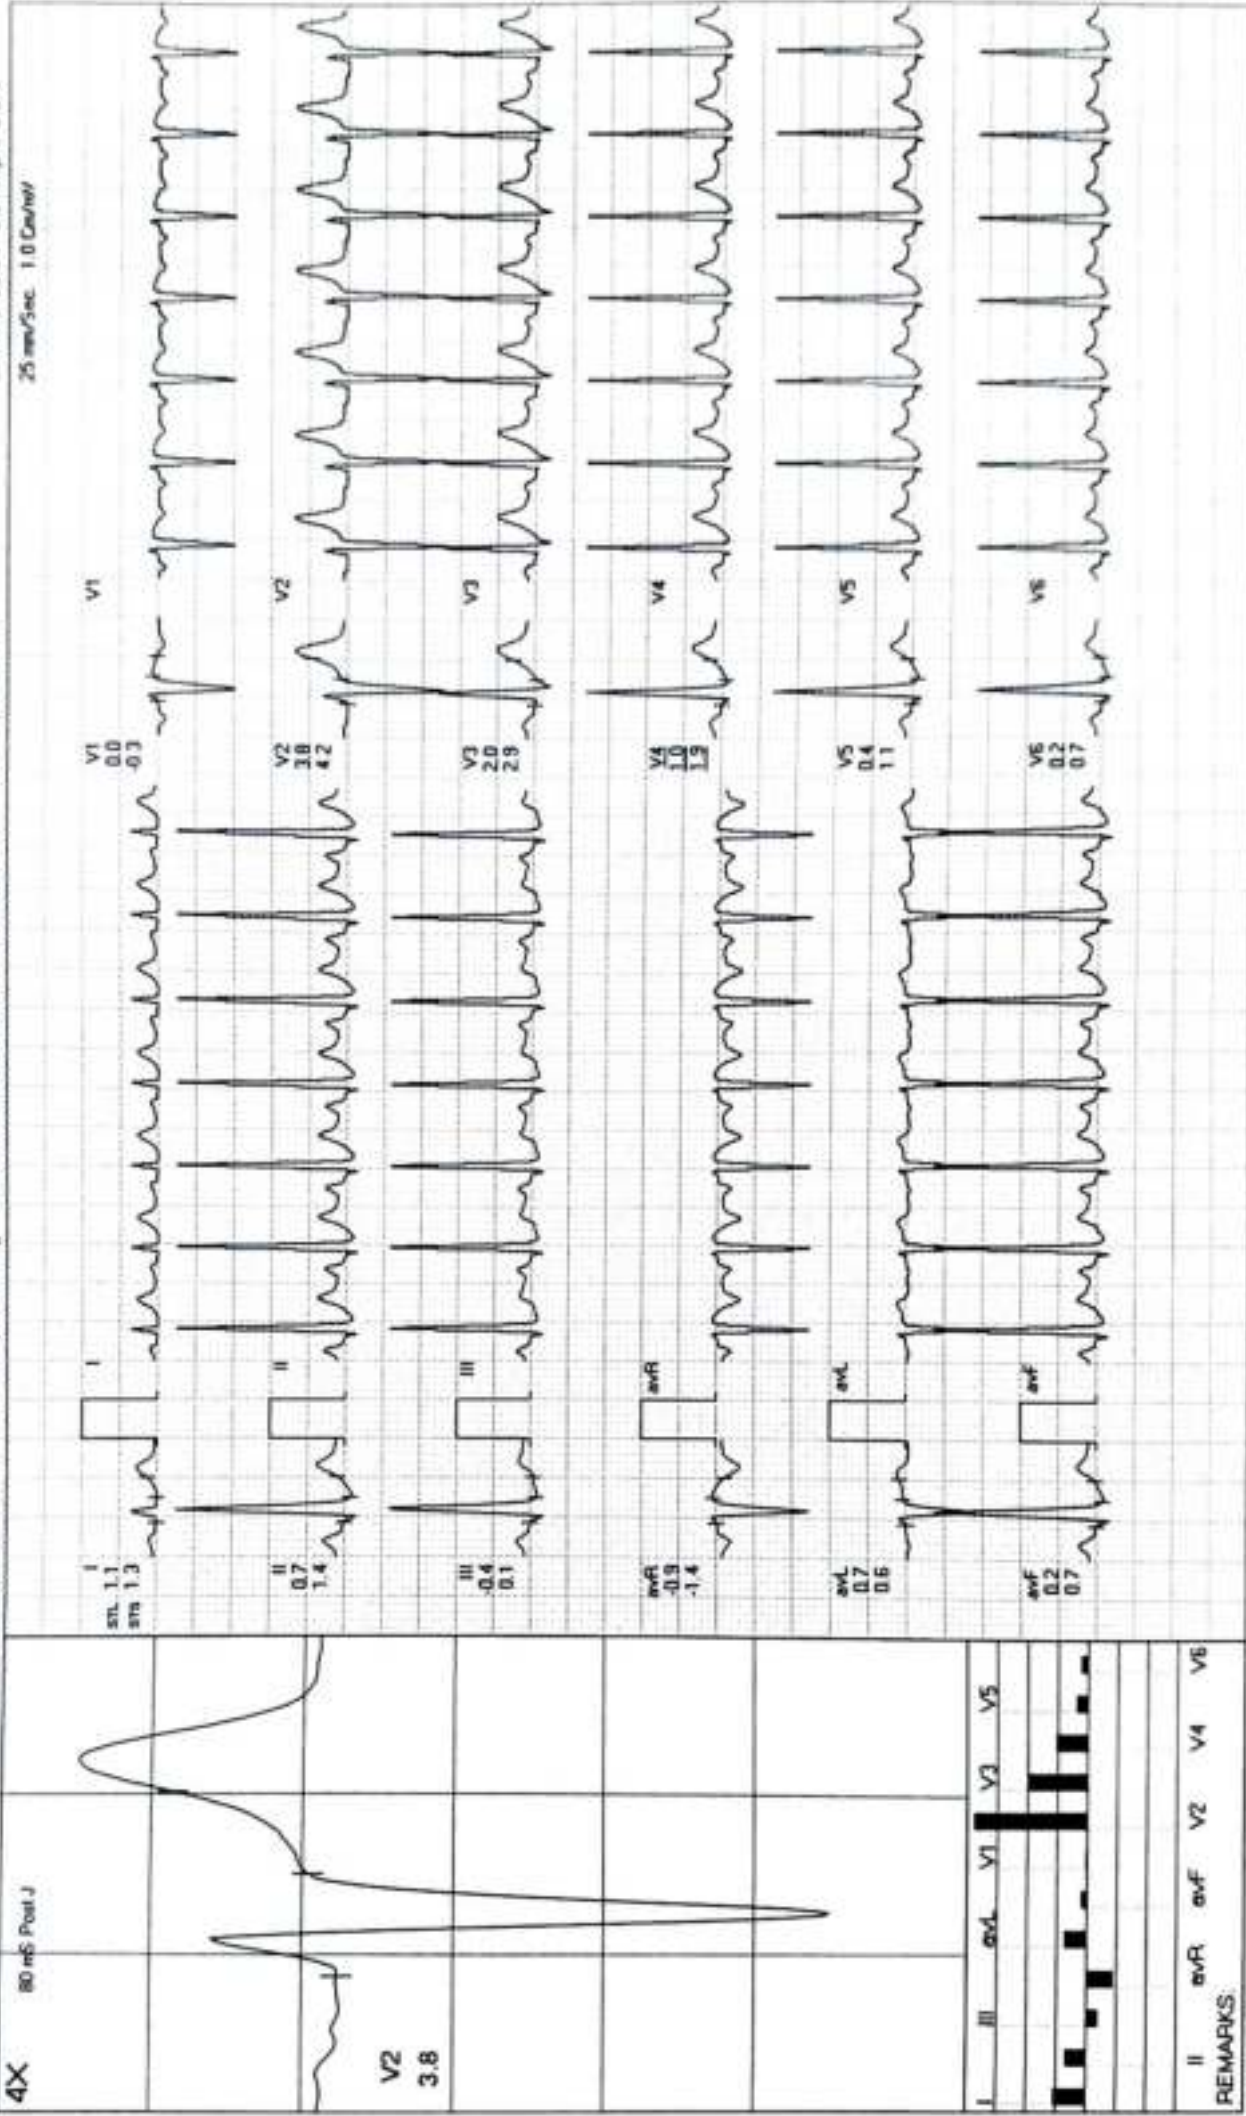 4X
80 mS Post J
25 mm/Sec. 1.0 Cm/mV
V2
3.8
I
STL 1.1
STS 1.3
I
V1
0.0
-0.3
V1
II
0.7
1.4
II
V2
3.8
4.2
V2
III
-0.4
0.1
III
V3
2.0
2.9
V3
avR
-0.9
-1.4
avR
V4
1.0
1.9
V4
avL
0.7
0.6
avL
V5
0.4
1.1
V5
avF
0.2
0.7
avF
V6
0.2
0.7
V6
I III avL V1 V3 V5
II avR avF V2 V4 V6
REMARKS: